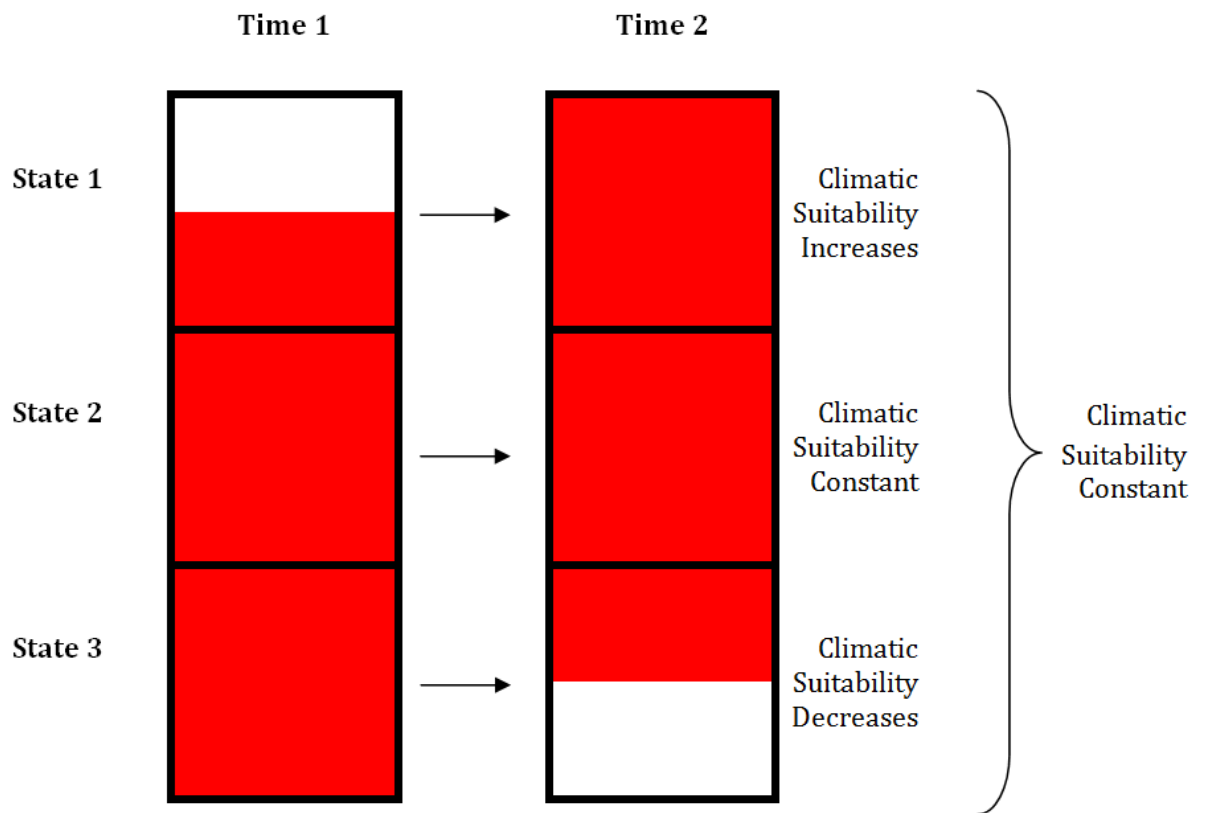 Time 1
Time 2
State 1
Climatic
Suitability
Increases
State 2
Climatic
Suitability
Constant
Climatic
Suitability
Constant
State 3
Climatic
Suitability
Decreases